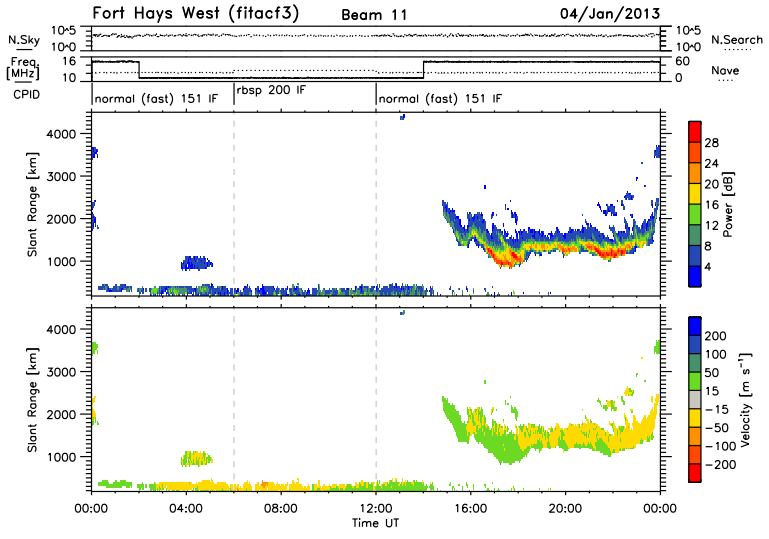 Fort Hays West (fitacf3) Beam 11 04/Jan/2013
N.Sky 10^5 10^0 10^5 10^0 N.Search
Freq. [MHz] 16 10 60 0 Nave
CPID normal (fast) 151 IF rbsp 200 IF normal (fast) 151 IF
Slant Range [km]
4000
3000
2000
1000
28
24
20
16
12
8
4
Power [dB]
Slant Range [km]
4000
3000
2000
1000
200
100
50
15
-15
-50
-100
-200
Velocity [m s⁻¹]
00:00 04:00 08:00 12:00 16:00 20:00 00:00
Time UT